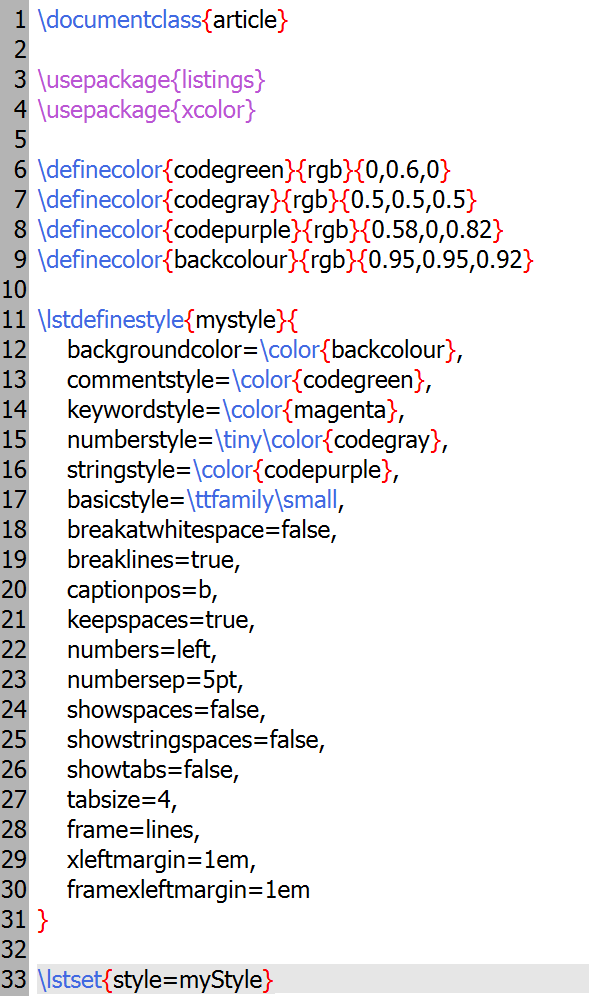 1 \documentclass{article}
2
3 \usepackage{listings}
4 \usepackage{xcolor}
5
6 \definecolor{codegreen}{rgb}{0,0.6,0}
7 \definecolor{codegray}{rgb}{0.5,0.5,0.5}
8 \definecolor{codepurple}{rgb}{0.58,0,0.82}
9 \definecolor{backcolour}{rgb}{0.95,0.95,0.92}
10
11 \lstdefinestyle{mystyle}{
12     backgroundcolor=\color{backcolour},
13     commentstyle=\color{codegreen},
14     keywordstyle=\color{magenta},
15     numberstyle=\tiny\color{codegray},
16     stringstyle=\color{codepurple},
17     basicstyle=\ttfamily\small,
18     breakatwhitespace=false,
19     breaklines=true,
20     captionpos=b,
21     keepspaces=true,
22     numbers=left,
23     numbersep=5pt,
24     showspaces=false,
25     showstringspaces=false,
26     showtabs=false,
27     tabsize=4,
28     frame=lines,
29     xleftmargin=1em,
30     framexleftmargin=1em
31 }
32
33 \lstset{style=myStyle}